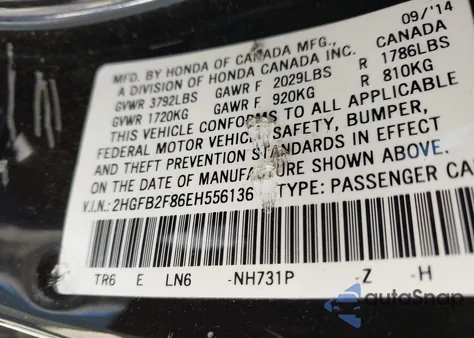 MFD. BY HONDA OF CANADA MFG., 09/'14
A DIVISION OF HONDA CANADA INC. CANADA
GVWR 3792LBS GAWR F 2029LBS R 1786LBS
GVWR 1720KG GAWR F 920KG R 810KG
THIS VEHICLE CONFORMS TO ALL APPLICABLE
FEDERAL MOTOR VEHICLE SAFETY, BUMPER,
AND THEFT PREVENTION STANDARDS IN EFFECT
ON THE DATE OF MANUFACTURE SHOWN ABOVE.
V.I.N.: 2HGFB2F86EH556136 TYPE: PASSENGER CA
TR6 E LN6 -NH731P -Z -H
autoSnap